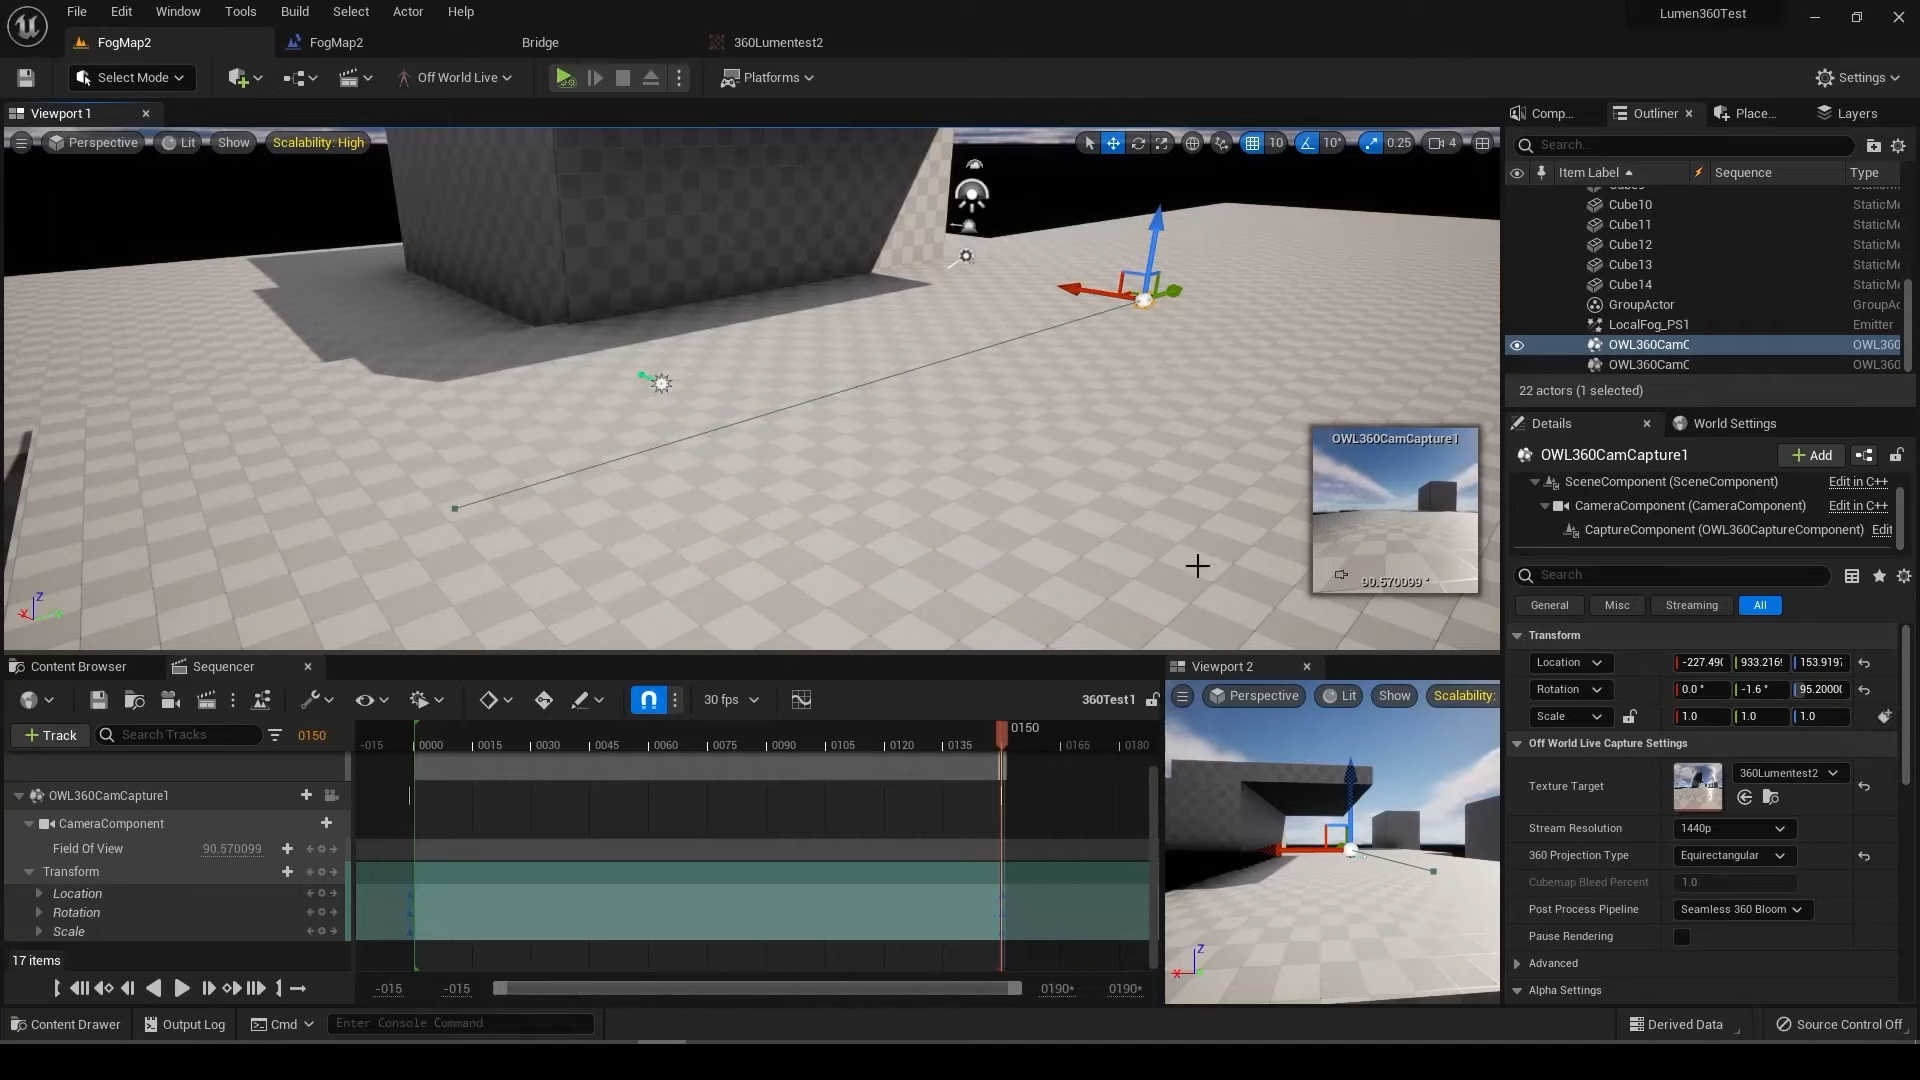 File Edit Window Tools Build Select Actor Help
Lumen360Test
FogMap2 FogMap2 Bridge 360Lumentest2
Select Mode Off World Live Platforms Settings
Viewport 1
Perspective Lit Show Scalability: High
10 10° 0.25 4
OWL360CamCapture1
90.570099 °
Z
X
Comp... Outliner Place... Layers
Search...
Item Label Sequence Type
Cube10 StaticMe
Cube11 StaticMe
Cube12 StaticMe
Cube13 StaticMe
Cube14 StaticMe
GroupActor GroupAc
LocalFog_PS1 Emitter
OWL360CamC OWL360
OWL360CamC OWL360
22 actors (1 selected)
Details World Settings
OWL360CamCapture1 Add
SceneComponent (SceneComponent) Edit in C++
CameraComponent (CameraComponent) Edit in C++
CaptureComponent (OWL360CaptureComponent) Edit
Search
General Misc Streaming All
Transform
Location -227.490 933.216 153.919
Rotation 0.0 ° -1.6 ° 95.20000
Scale 1.0 1.0 1.0
Off World Live Capture Settings
Texture Target 360Lumentest2
Stream Resolution 1440p
360 Projection Type Equirectangular
Cubemap Bleed Percent 1.0
Post Process Pipeline Seamless 360 Bloom
Pause Rendering
Advanced
Alpha Settings
Content Browser Sequencer
30 fps 360Test1
Track Search Tracks 0150
0150
-015 0000 0015 0030 0045 0060 0075 0090 0105 0120 0135 0165 0180
OWL360CamCapture1
CameraComponent
Field Of View 90.570099
Transform
Location
Rotation
Scale
17 items
-015 -015 0190* 0190*
Viewport 2
Perspective Lit Show Scalability:
Z
X
Content Drawer Output Log Cmd Enter Console Command
Derived Data Source Control Off